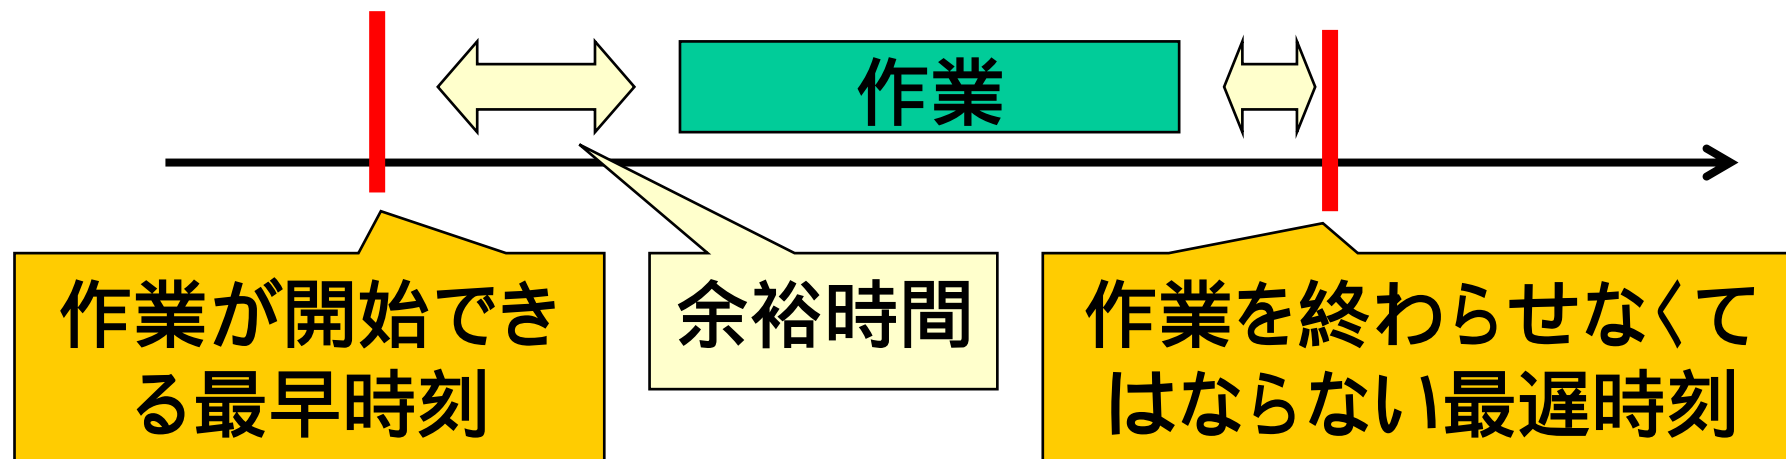 作業
作業が開始でき
る最早時刻
余裕時間
作業を終わらせなくて
はならない最遅時刻